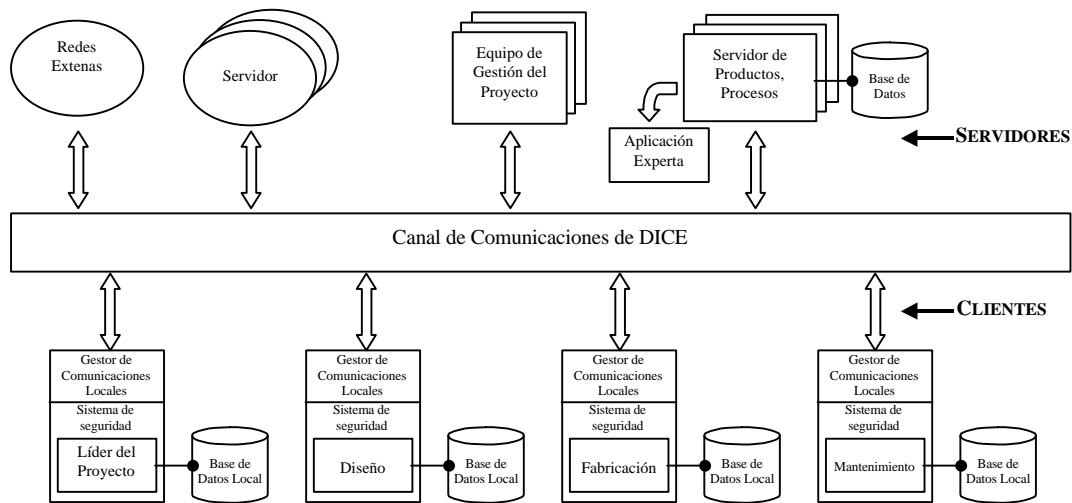 Redes
Extenas
Servidor
Equipo de
Gestión del
Proyecto
Servidor de
Productos,
Procesos
Base de
Datos
Aplicación
Experta
SERVIDORES
Canal de Comunicaciones de DICE
CLIENTES
Gestor de
Comunicaciones
Locales
Sistema de
seguridad
Líder del
Proyecto
Base de
Datos Local
Gestor de
Comunicaciones
Locales
Sistema de
seguridad
Diseño
Base de
Datos Local
Gestor de
Comunicaciones
Locales
Sistema de
seguridad
Fabricación
Base de
Datos Local
Gestor de
Comunicaciones
Locales
Sistema de
seguridad
Mantenimiento
Base de
Datos Local